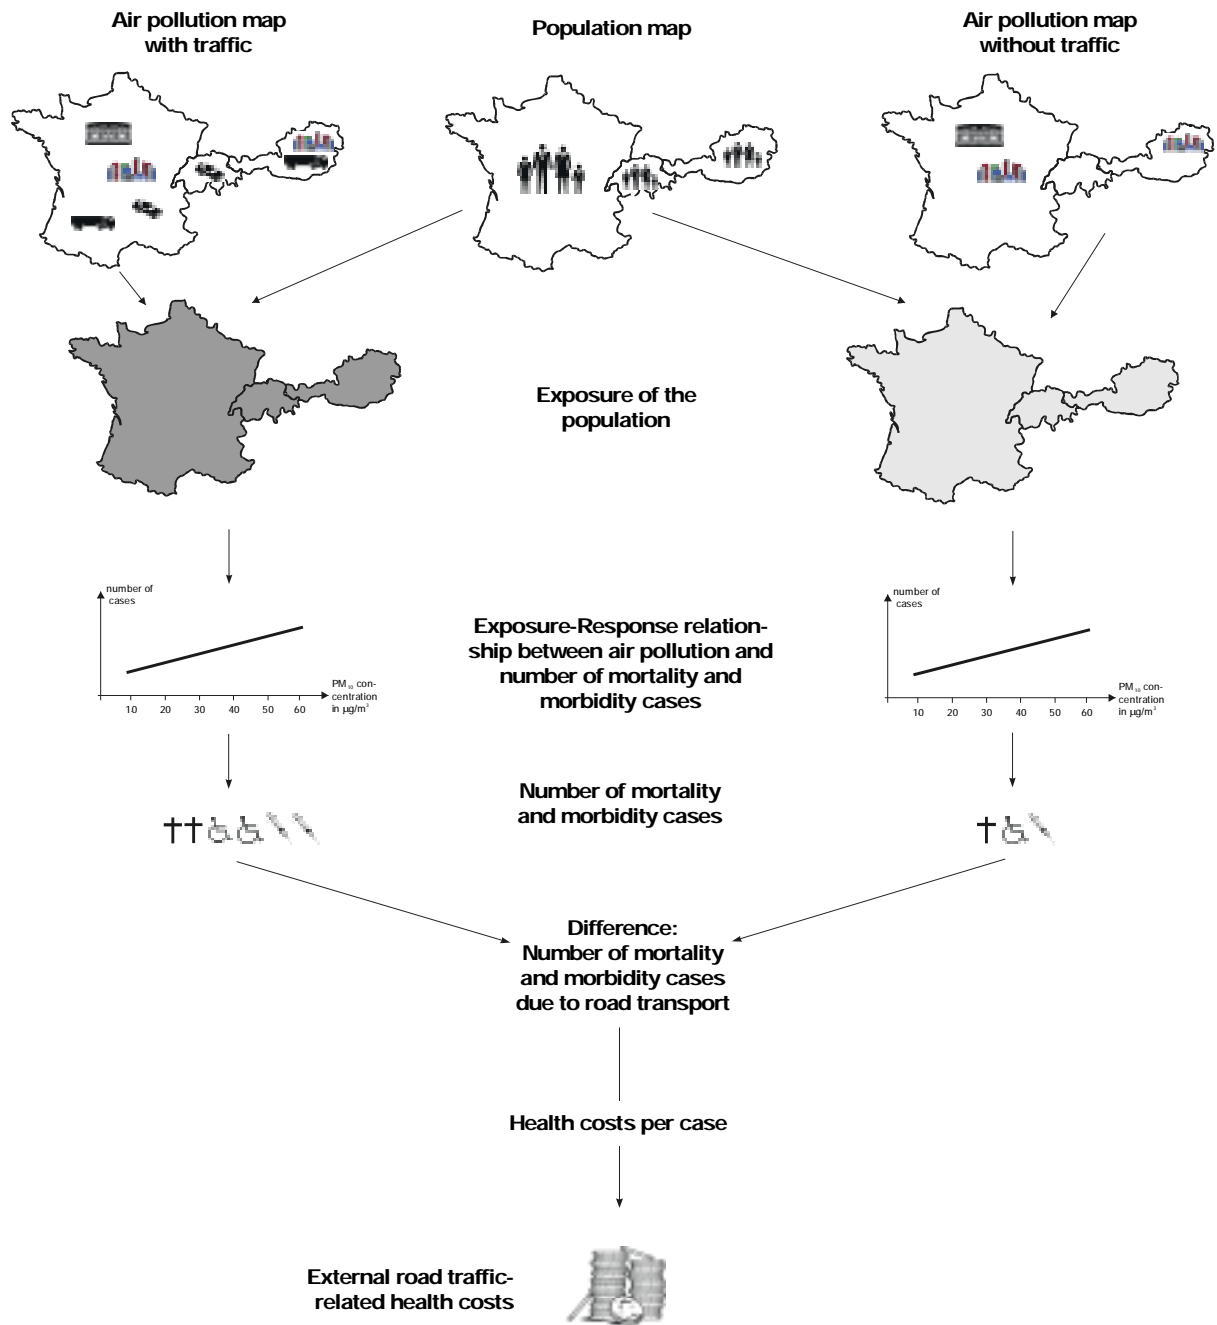 Air pollution map
with traffic
Population map
Air pollution map
without traffic
Exposure of the
population
number of
cases
PM₁₀ con-
centration
in µg/m³
10 20 30 40 50 60
Exposure-Response relation-
ship between air pollution and
number of mortality and
morbidity cases
number of
cases
PM₁₀ con-
centration
in µg/m³
10 20 30 40 50 60
Number of mortality
and morbidity cases
Difference:
Number of mortality
and morbidity cases
due to road transport
Health costs per case
External road traffic-
related health costs